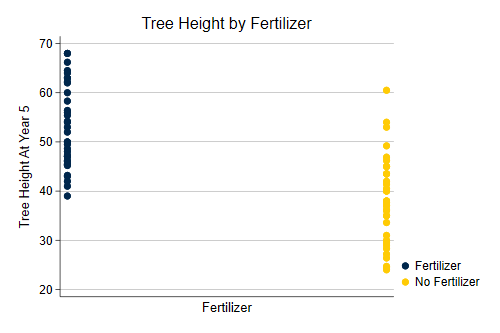 Tree Height by Fertilizer
Tree Height At Year 5
70
60
50
40
30
20
Fertilizer
Fertilizer
No Fertilizer